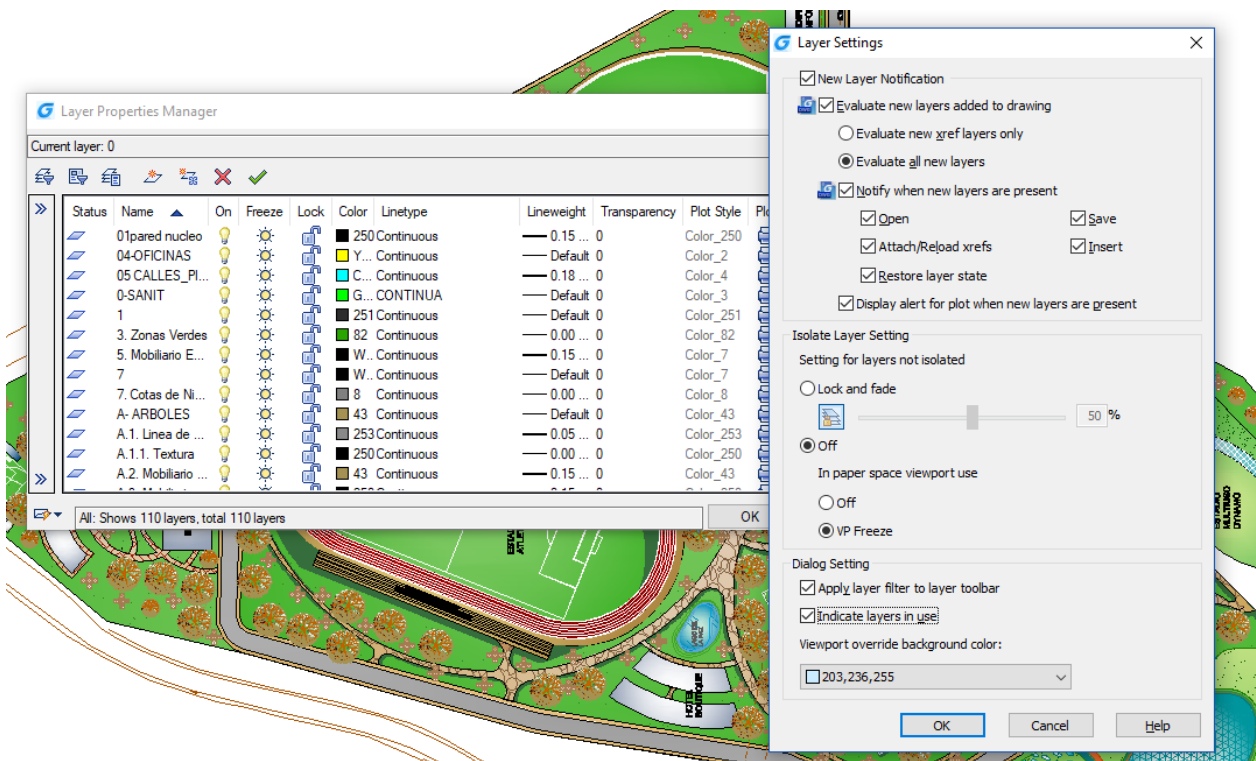 Layer Properties Manager
Current layer: 0
Status Name On Freeze Lock Color Linetype Lineweight Transparency Plot Style
01pared nucleo 250 Continuous 0.15 ... 0 Color_250
04-OFICINAS Y... Continuous Default 0 Color_2
05 CALLES_Pl... C... Continuous 0.18 ... 0 Color_4
0-SANIT G... CONTINUA Default 0 Color_3
1 251 Continuous Default 0 Color_251
3. Zonas Verdes 82 Continuous 0.00 ... 0 Color_82
5. Mobiliario E... W... Continuous 0.15 ... 0 Color_7
7 W... Continuous Default 0 Color_7
7. Cotas de Ni... 8 Continuous 0.00 ... 0 Color_8
A- ARBOLES 43 Continuous Default 0 Color_43
A.1. Linea de ... 253 Continuous 0.05 ... 0 Color_253
A.1.1. Textura 250 Continuous 0.00 ... 0 Color_250
A.2. Mobiliario ... 43 Continuous 0.15 ... 0 Color_43
All: Shows 110 layers, total 110 layers
OK
Layer Settings
New Layer Notification
Evaluate new layers added to drawing
Evaluate new xref layers only
Evaluate all new layers
Notify when new layers are present
Open Save
Attach/Reload xrefs Insert
Restore layer state
Display alert for plot when new layers are present
Isolate Layer Setting
Setting for layers not isolated
Lock and fade
50 %
Off
In paper space viewport use
Off
VP Freeze
Dialog Setting
Apply layer filter to layer toolbar
Indicate layers in use
Viewport override background color:
203,236,255
OK Cancel Help
HOTEL
BOUTIQUE
MULTIUSO
DYNAMO